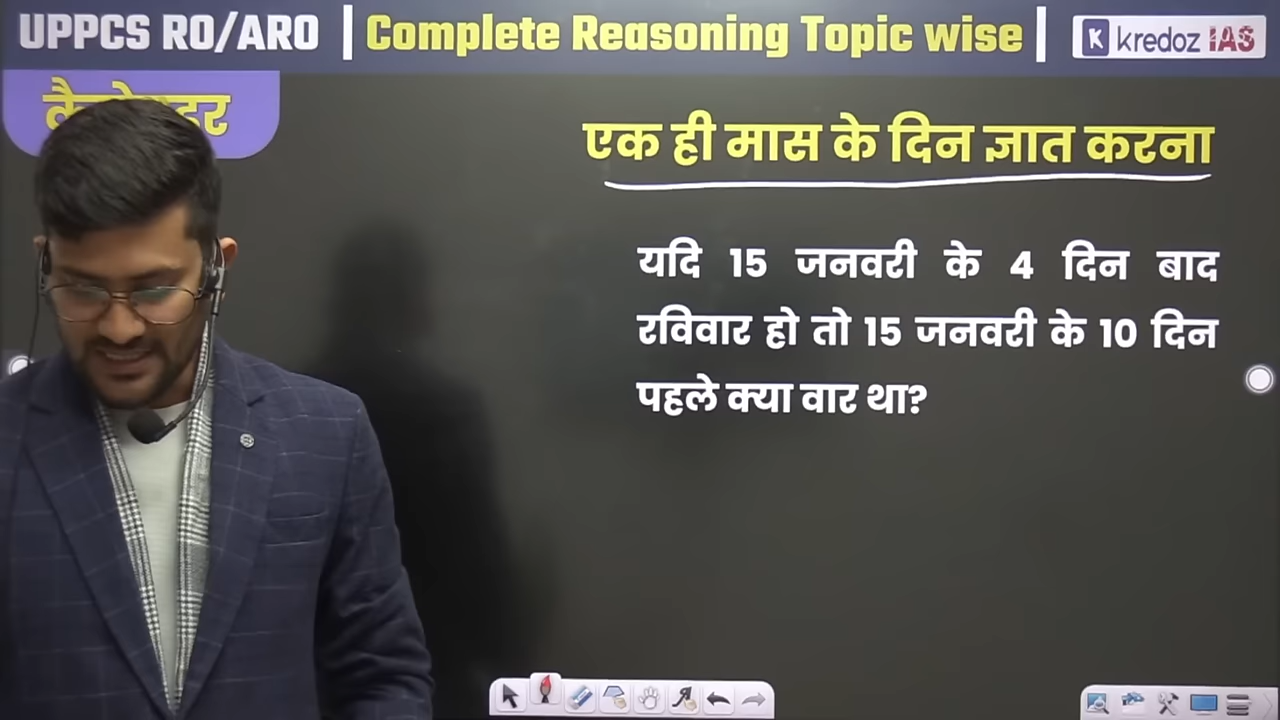 UPPCS RO/ARO | Complete Reasoning Topic wise | K kredoz IAS
एक ही मास के दिन ज्ञात करना
यदि 15 जनवरी के 4 दिन बाद
रविवार हो तो 15 जनवरी के 10 दिन
पहले क्या वार था?